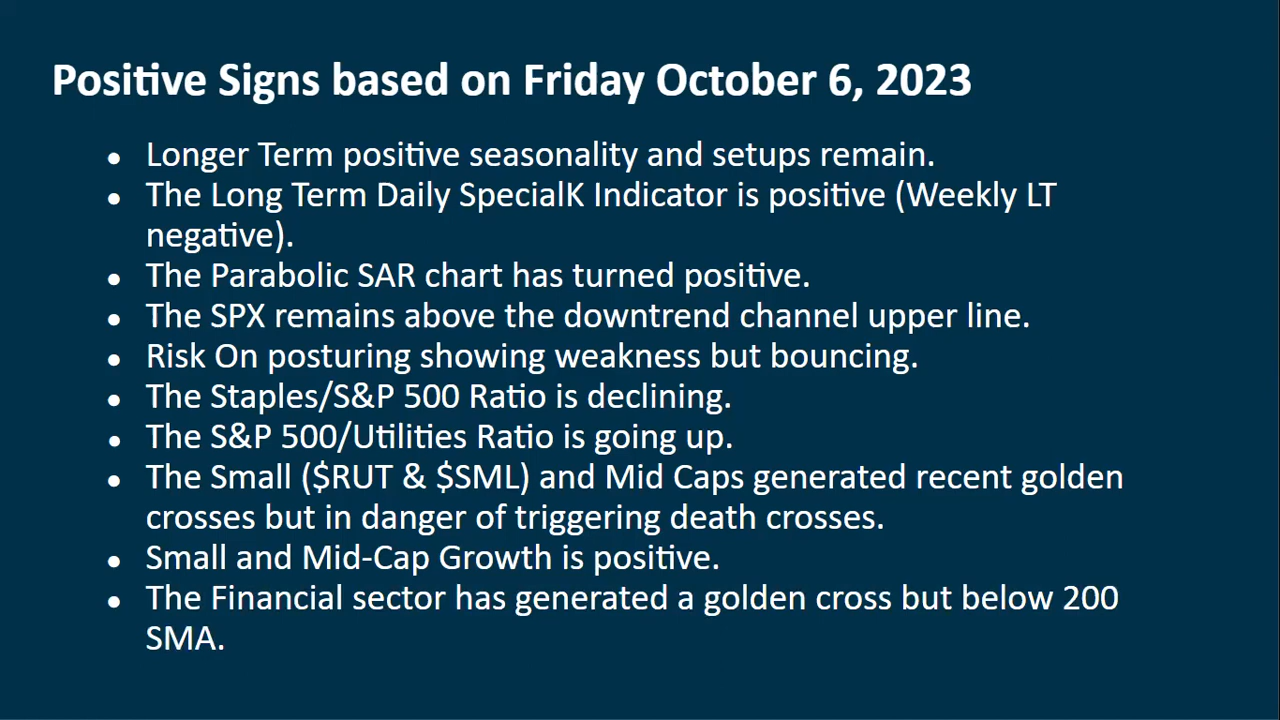 Positive Signs based on Friday October 6, 2023
● Longer Term positive seasonality and setups remain.
● The Long Term Daily SpecialK Indicator is positive (Weekly LT
negative).
● The Parabolic SAR chart has turned positive.
● The SPX remains above the downtrend channel upper line.
● Risk On posturing showing weakness but bouncing.
● The Staples/S&P 500 Ratio is declining.
● The S&P 500/Utilities Ratio is going up.
● The Small ($RUT & $SML) and Mid Caps generated recent golden
crosses but in danger of triggering death crosses.
● Small and Mid-Cap Growth is positive.
● The Financial sector has generated a golden cross but below 200
SMA.